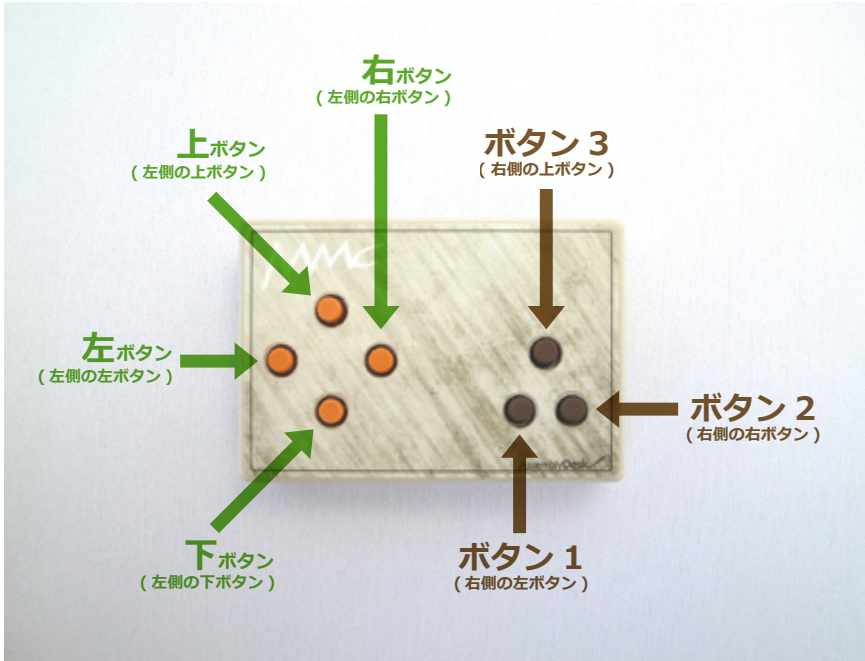 右ボタン
(左側の右ボタン)
上ボタン
(左側の上ボタン)
ボタン3
(右側の上ボタン)
MMC
左ボタン
(左側の左ボタン)
ボタン2
(右側の右ボタン)
AssemblyDesk
下ボタン
(左側の下ボタン)
ボタン1
(右側の左ボタン)